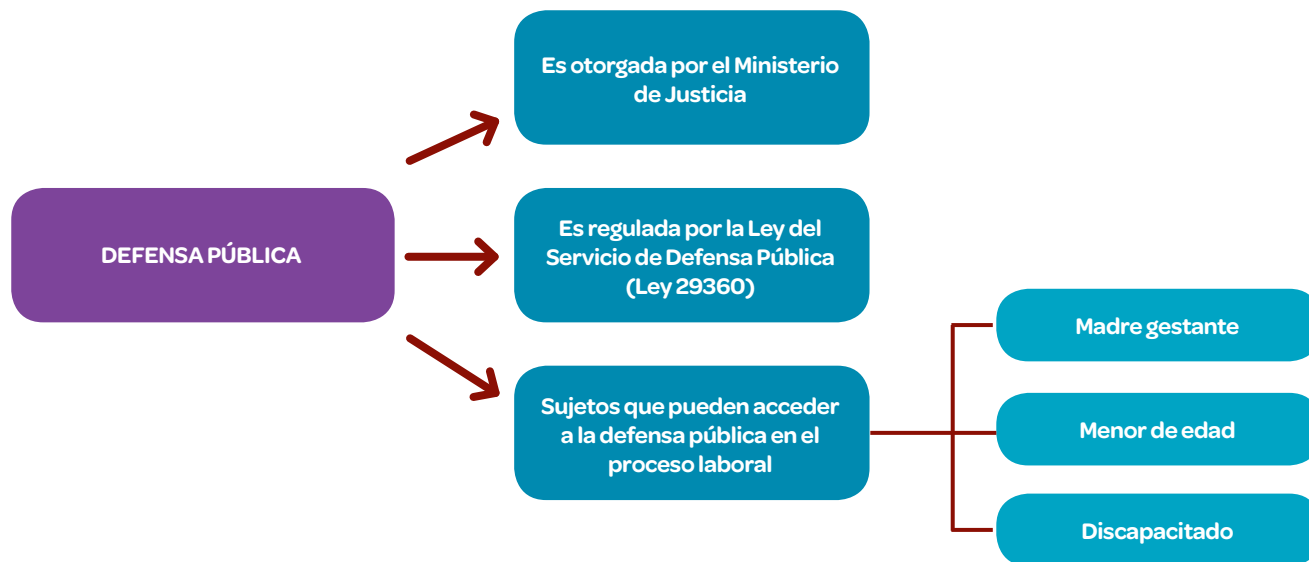 Es otorgada por el Ministerio
de Justicia
DEFENSA PÚBLICA
Es regulada por la Ley del
Servicio de Defensa Pública
(Ley 29360)
Sujetos que pueden acceder
a la defensa pública en el
proceso laboral
Madre gestante
Menor de edad
Discapacitado